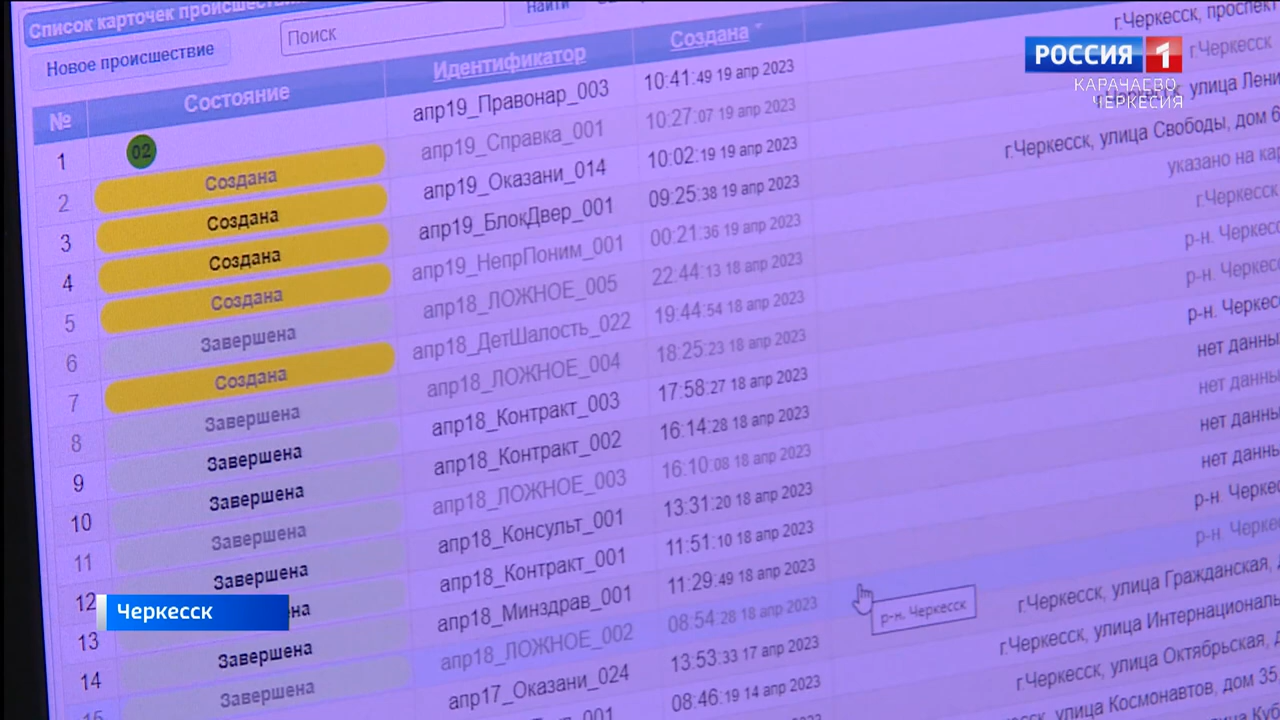 Список карточек происшестви
Новое происшествие Поиск Найти
№ Состояние Идентификатор Создана
1 02 апр19_Правонар_003 10:41:49 19 апр 2023 г.Черкесск, проспект
2 Создана апр19_Справка_001 10:27:07 19 апр 2023 г.Черкесск
3 Создана апр19_Оказани_014 10:02:19 19 апр 2023 улица Лени
4 Создана апр19_БлокДвер_001 09:25:38 19 апр 2023 г.Черкесск, улица Свободы, дом 6
5 Создана апр19_НепрПоним_001 00:21:36 19 апр 2023 указано на кар
6 Завершена апр18_ЛОЖНОЕ_005 22:44:13 18 апр 2023 г.Черкесск
7 Создана апр18_ДетШалость_022 19:44:54 18 апр 2023 р-н. Черкесс
8 Завершена апр18_ЛОЖНОЕ_004 18:25:23 18 апр 2023 р-н. Черкесс
9 Завершена апр18_Контракт_003 17:58:27 18 апр 2023 р-н. Черкес
10 Завершена апр18_Контракт_002 16:14:28 18 апр 2023 нет данны
11 Завершена апр18_ЛОЖНОЕ_003 16:10:08 18 апр 2023 нет данны
12 Завершена апр18_Консульт_001 13:31:20 18 апр 2023 нет данны
13 на апр18_Контракт_001 11:51:10 18 апр 2023 нет данны
14 Завершена апр18_Минздрав_001 11:29:49 18 апр 2023 р-н. Черкес
15 Завершена апр18_ЛОЖНОЕ_002 08:54:28 18 апр 2023 р-н. Черке
р-н. Черкесск
апр17_Оказани_024 13:53:33 17 апр 2023 г.Черкесск, улица Гражданская,
_001 08:46:19 14 апр 2023 г.Черкесск, улица Интернациональ
г.Черкесск, улица Октябрьская,
улица Космонавтов, дом 35
РОССИЯ 1
КАРАЧАЕВО
ЧЕРКЕСИЯ
Черкесск